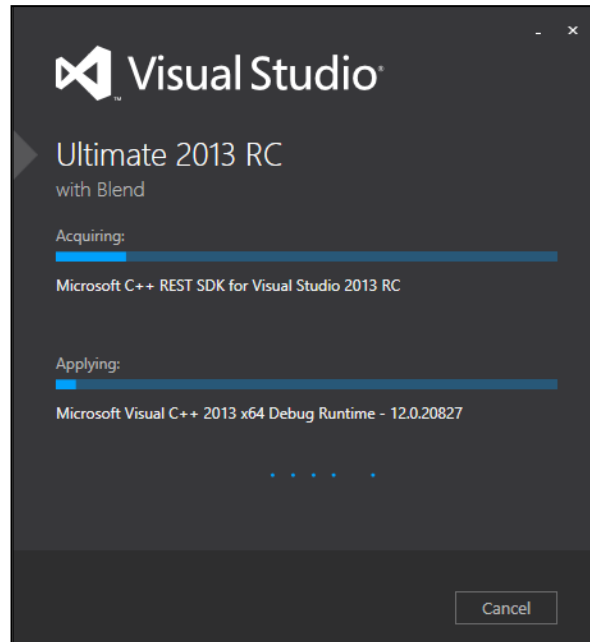 Visual Studio®
™
Ultimate 2013 RC
with Blend
Acquiring:
Microsoft C++ REST SDK for Visual Studio 2013 RC
Applying:
Microsoft Visual C++ 2013 x64 Debug Runtime - 12.0.20827
Cancel